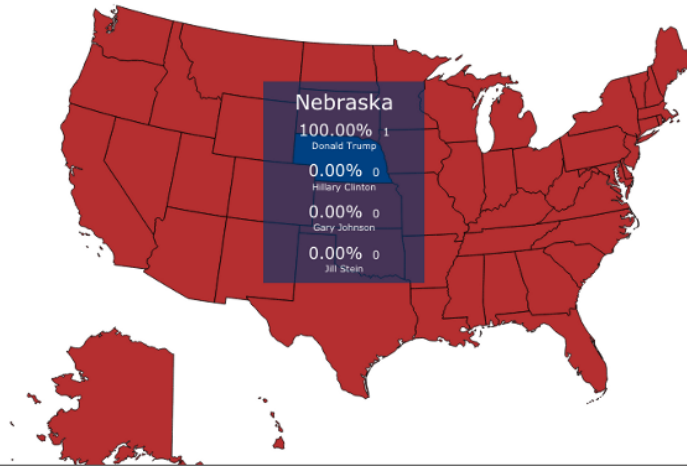 Nebraska
100.00% 1
Donald Trump
0.00% 0
Hillary Clinton
0.00% 0
Gary Johnson
0.00% 0
Jill Stein